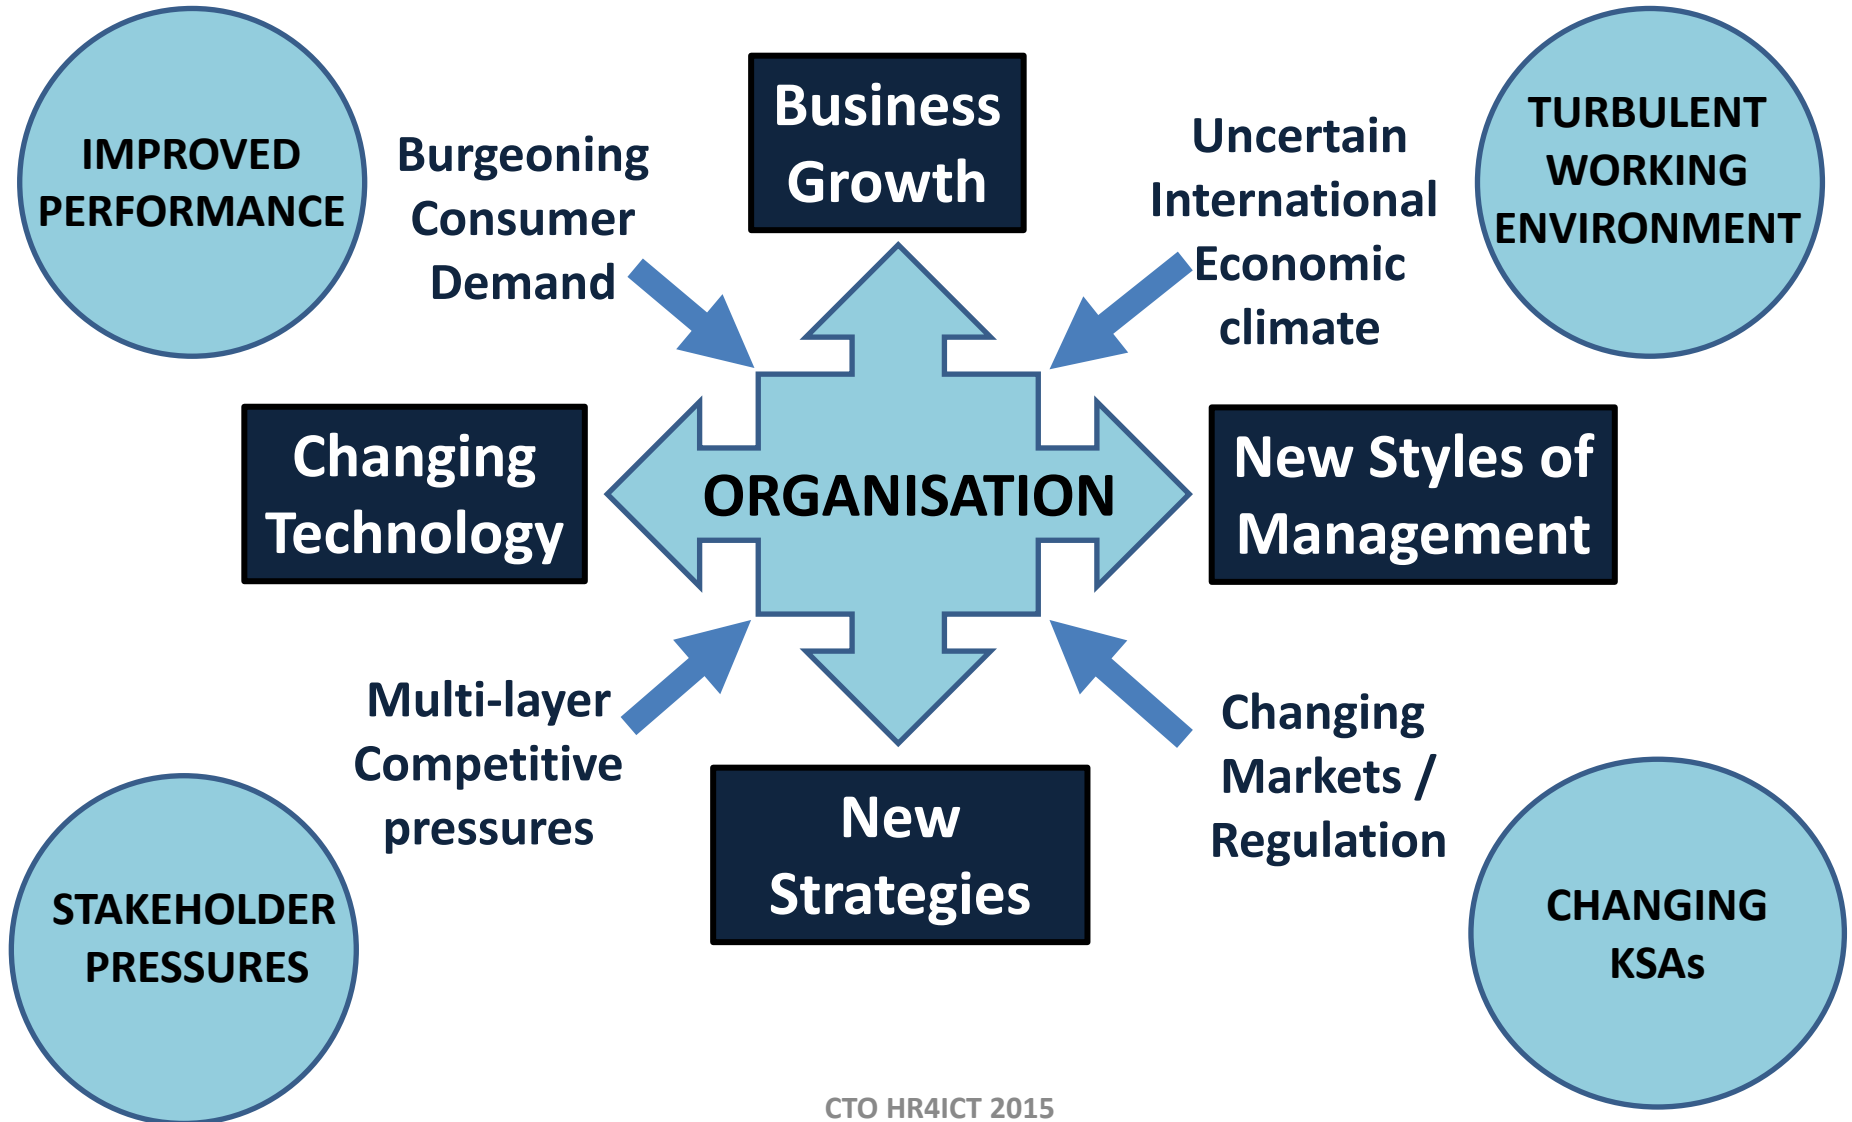 IMPROVED
PERFORMANCE
Burgeoning
Consumer
Demand
Business
Growth
Uncertain
International
Economic
climate
TURBULENT
WORKING
ENVIRONMENT
Changing
Technology
ORGANISATION
New Styles of
Management
Multi-layer
Competitive
pressures
New
Strategies
Changing
Markets /
Regulation
STAKEHOLDER
PRESSURES
CHANGING
KSAs
CTO HR4ICT 2015